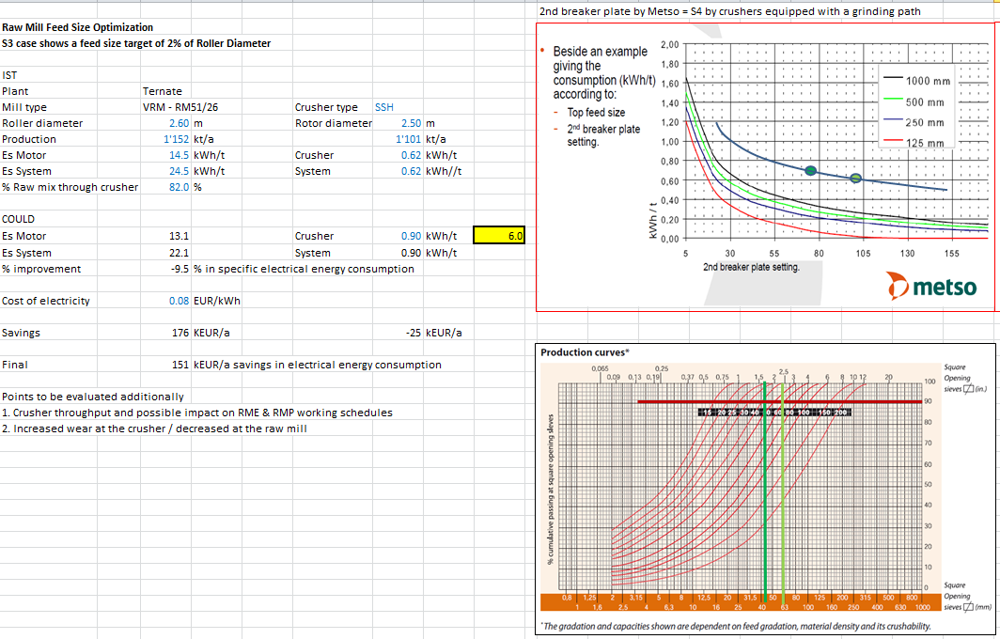 2nd breaker plate by Metso = S4 by crushers equipped with a grinding path
Raw Mill Feed Size Optimization
S3 case shows a feed size target of 2% of Roller Diameter
IST
Plant Ternate
Mill type VRM - RM51/26 Crusher type SSH
Roller diameter 2.60 m Rotor diameter 2.50 m
Production 1'152 kt/a 1'101 kt/a
Es Motor 14.5 kWh/t Crusher 0.62 kWh/t
Es System 24.5 kWh/t System 0.62 kWh//t
% Raw mix through crusher 82.0 %
COULD
Es Motor 13.1 Crusher 0.90 kWh/t 6.0
Es System 22.1 System 0.90 kWh/t
% improvement -9.5 % in specific electrical energy consumption
Cost of electricity 0.08 EUR/kWh
Savings 176 KEUR/a -25 kEUR/a
Final 151 kEUR/a savings in electrical energy consumption
Points to be evaluated additionally
1. Crusher throughput and possible impact on RME & RMP working schedules
2. Increased wear at the crusher / decreased at the raw mill
• Beside an example
giving the
consumption (kWh/t)
according to:
- Top feed size
- 2nd breaker plate
setting.
2,00
1,80
1,60
1,40
1,20
1,00
0,80
0,60
0,40
0,20
0,00
kWh / t
1000 mm
500 mm
250 mm
125 mm
5 30 55 80 105 130 155
2nd breaker plate setting.
metso
Production curves*
0,065 0,25 2.5 Square
0,09 0,13 0,19 0,37 0,5 0,75 1 1,5 2 3 4 6 8 10 12 20 Opening
sieves (in.)
100
90
80
70
60
50
40
30
20
10
0
15 20 25 30 40 0 60 80 100 150 200
% cumulative passing at square opening sieves
Square
0,8 1,25 2 3,15 5 8 12,5 20 31,5 50 80 125 200 315 500 800 Opening
1 1.6 2.5 4 6,3 10 16 25 40 63 100 160 250 400 630 1000 sieves (mm)
*The gradation and capacities shown are dependent on feed gradation, material density and its crushability.